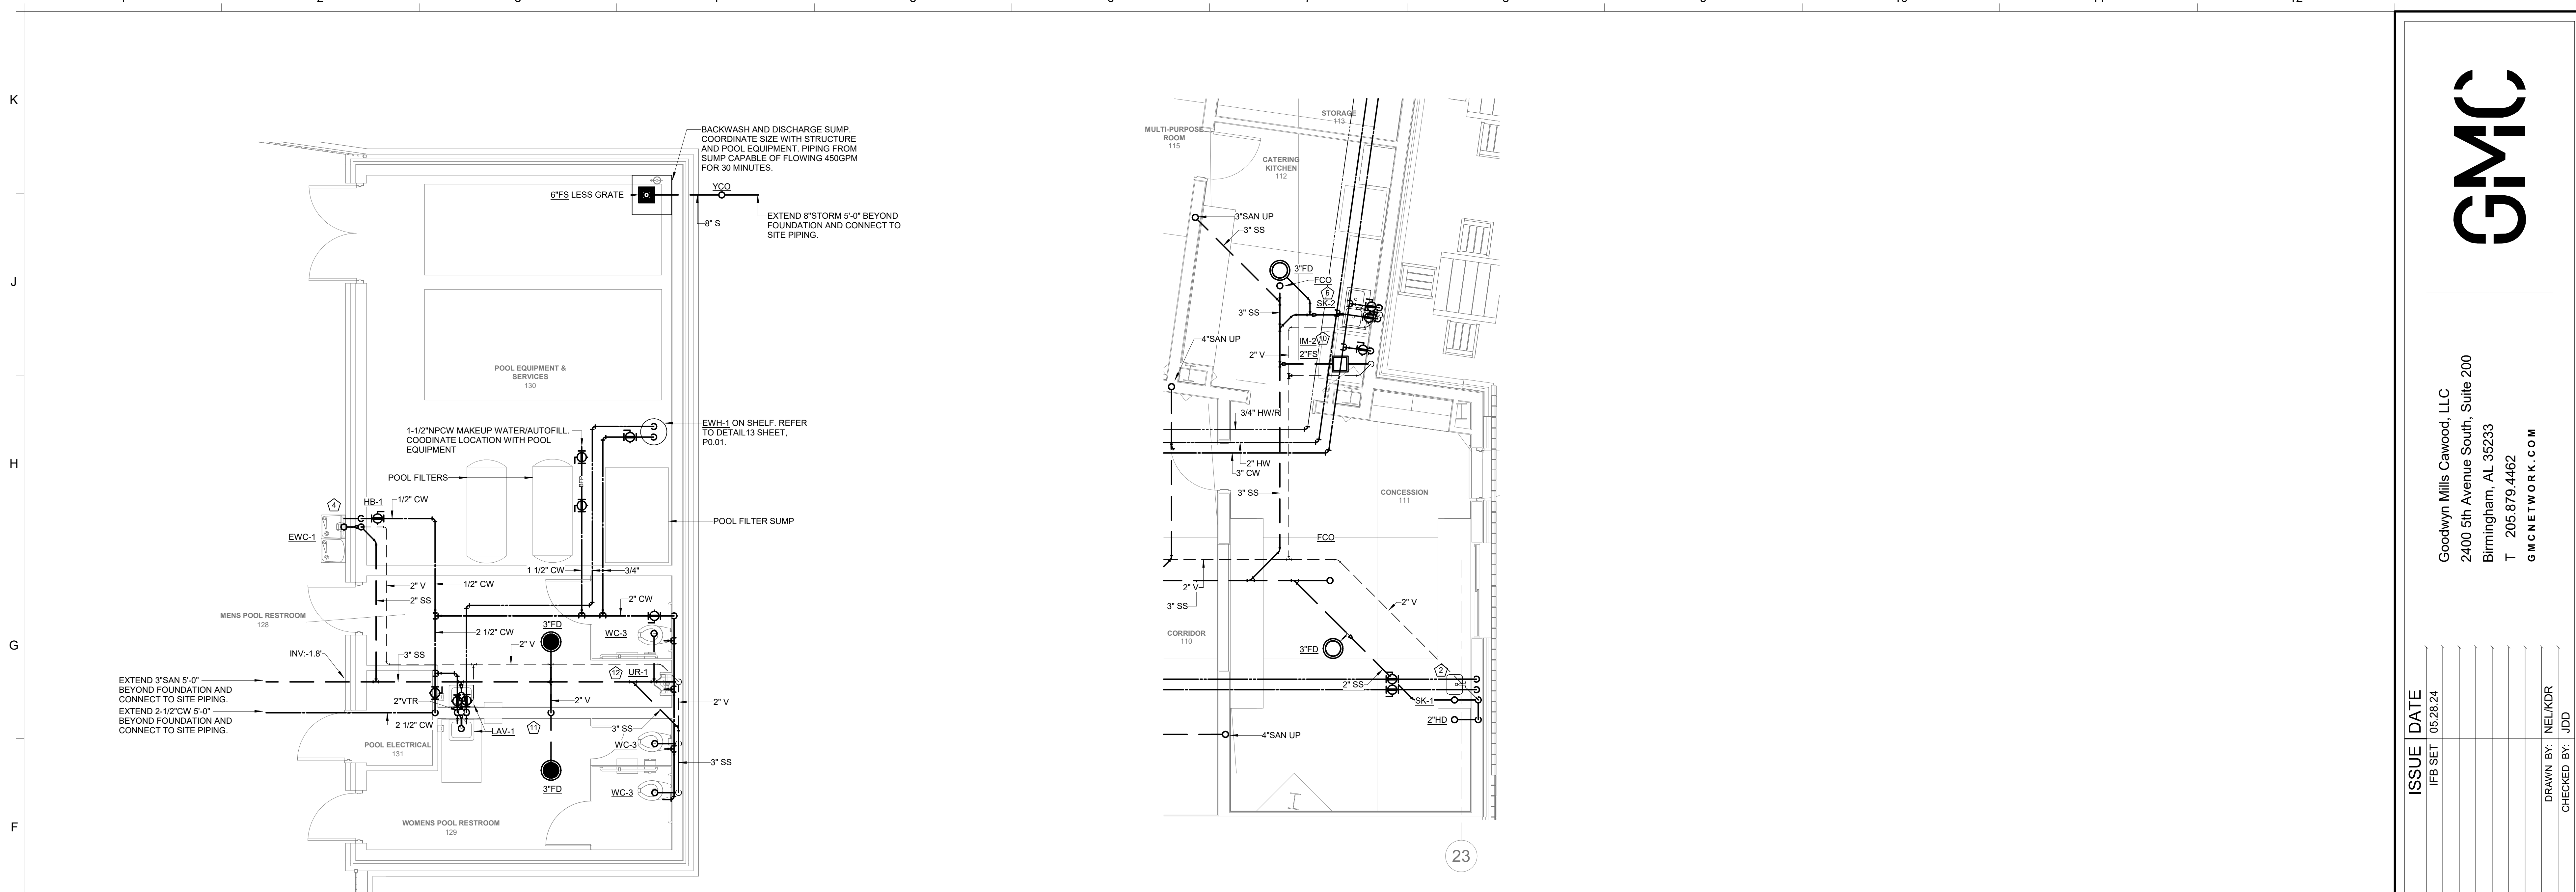 K
J
H
G
F
BACKWASH AND DISCHARGE SUMP.
COORDINATE SIZE WITH STRUCTURE
AND POOL EQUIPMENT. PIPING FROM
SUMP CAPABLE OF FLOWING 450GPM
FOR 30 MINUTES.
6"FS LESS GRATE
YCO
8" S
EXTEND 8"STORM 5'-0" BEYOND
FOUNDATION AND CONNECT TO
SITE PIPING.
POOL EQUIPMENT &
SERVICES
130
1-1/2"NPCW MAKEUP WATER/AUTOFILL.
COODINATE LOCATION WITH POOL
EQUIPMENT
EWH-1 ON SHELF. REFER
TO DETAIL13 SHEET,
P0.01.
BFP
POOL FILTERS
POOL FILTER SUMP
4
HB-1
1/2" CW
EWC-1
1 1/2" CW
3/4"
2" V
1/2" CW
2" SS
2" CW
MENS POOL RESTROOM
128
2 1/2" CW
3"FD
WC-3
2" V
INV:-1.8'
3" SS
12
UR-1
EXTEND 3"SAN 5'-0"
BEYOND FOUNDATION AND
CONNECT TO SITE PIPING.
2"VTR
2" V
2" V
EXTEND 2-1/2"CW 5'-0"
BEYOND FOUNDATION AND
CONNECT TO SITE PIPING.
2 1/2" CW
LAV-1
11
3" SS
POOL ELECTRICAL
131
WC-3
3" SS
3"FD
WC-3
WOMENS POOL RESTROOM
129
STORAGE
113
MULTI-PURPOSE
ROOM
115
CATERING
KITCHEN
112
3"SAN UP
3" SS
3"FD
FCO
5
SK-2
3" SS
4"SAN UP
IM-2
10
2" V
2"FS
3/4" HW/R
2" HW
3" CW
3" SS
CONCESSION
111
FCO
2" V
3" SS
2" V
CORRIDOR
110
3"FD
2
2" SS
SK-1
2"HD
4"SAN UP
23
GMC
Goodwyn Mills Cawood, LLC
2400 5th Avenue South, Suite 200
Birmingham, AL 35233
T 205.879.4462
GMCNETWORK.COM
ISSUE DATE
IFB SET 05.28.24
DRAWN BY: NEL/KDR
CHECKED BY: JDD